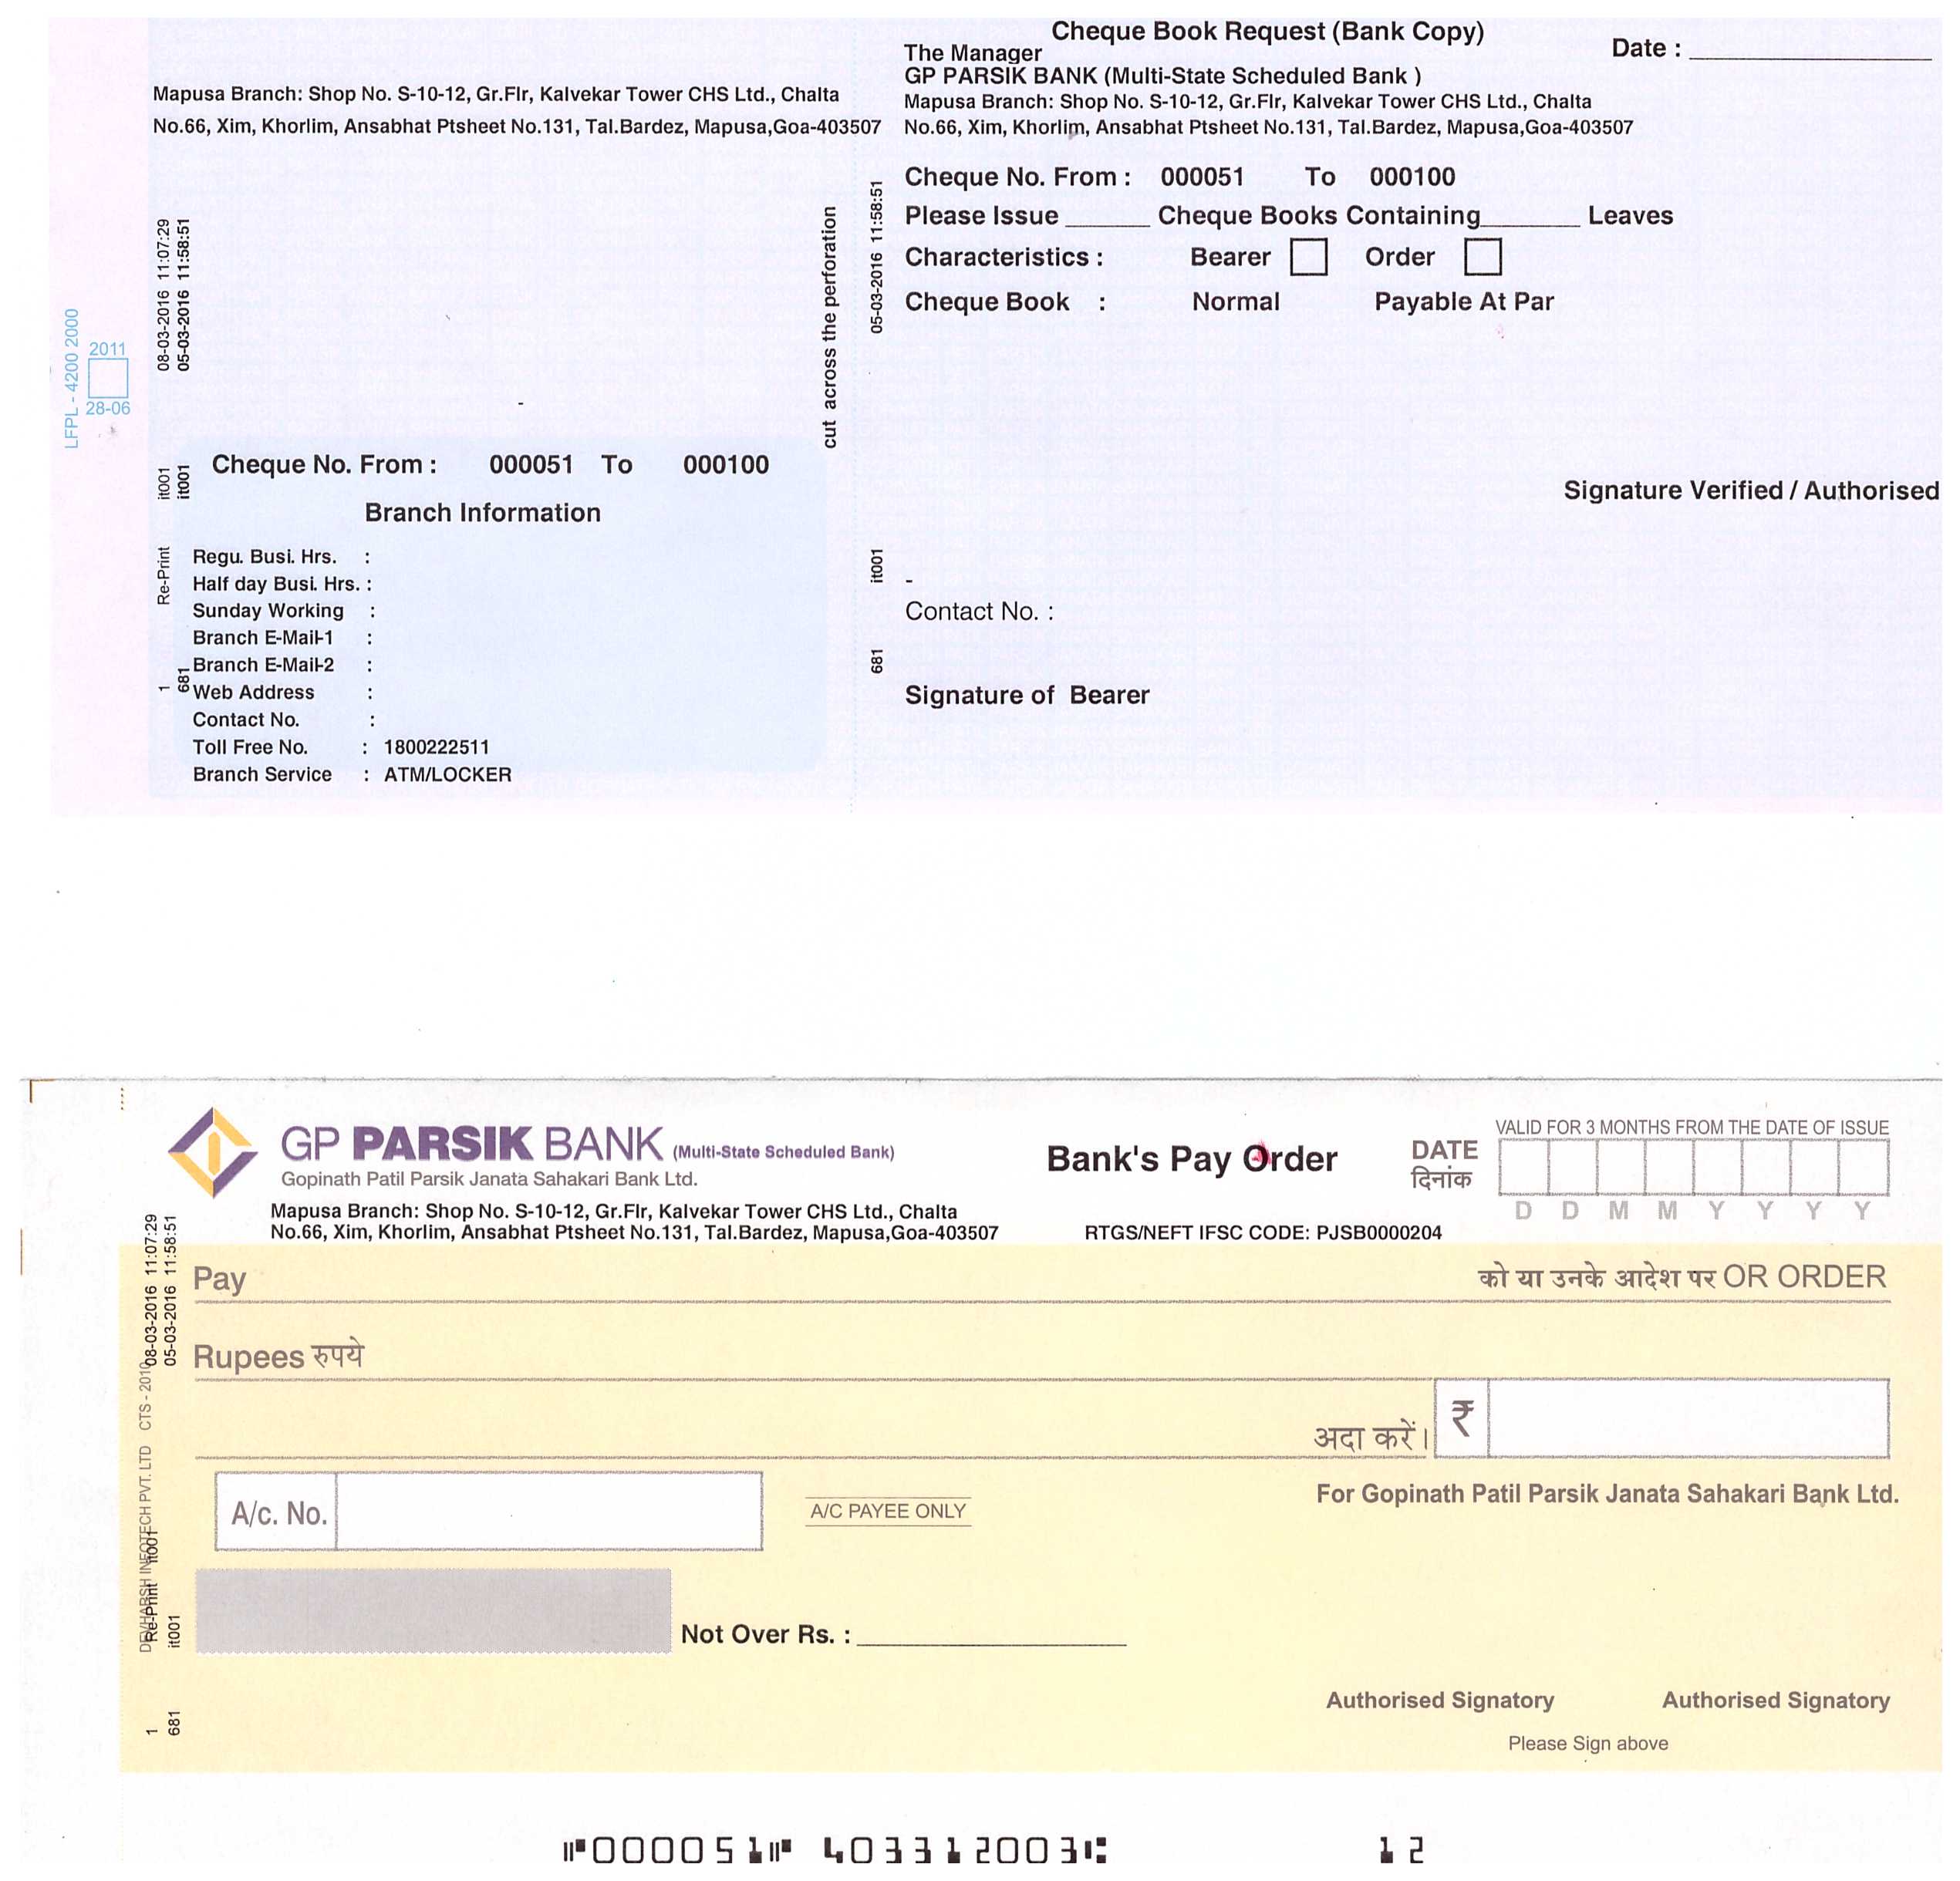 Cheque Book Request (Bank Copy)
The Manager
Date :
GP PARSIK BANK (Multi-State Scheduled Bank )
Mapusa Branch: Shop No. S-10-12, Gr.Flr, Kalvekar Tower CHS Ltd., Chalta
No.66, Xim, Khorlim, Ansabhat Ptsheet No.131, Tal.Bardez, Mapusa,Goa-403507
Cheque No. From : 000051 To 000100
Please Issue ______ Cheque Books Containing_______ Leaves
Characteristics : Bearer Order
Cheque Book : Normal Payable At Par
Signature Verified / Authorised
-
Contact No. :
Signature of Bearer
681 it001 05-03-2016 11:58:51
cut across the perforation
Mapusa Branch: Shop No. S-10-12, Gr.Flr, Kalvekar Tower CHS Ltd., Chalta
No.66, Xim, Khorlim, Ansabhat Ptsheet No.131, Tal.Bardez, Mapusa,Goa-403507
-
Cheque No. From : 000051 To 000100
Branch Information
Regu. Busi. Hrs. :
Half day Busi. Hrs. :
Sunday Working :
Branch E-Mail-1 :
Branch E-Mail-2 :
Web Address :
Contact No. :
Toll Free No. : 1800222511
Branch Service : ATM/LOCKER
1 Re-Print it001 08-03-2016 11:07:29
681 it001 05-03-2016 11:58:51
LFPL - 4200 2000
2011
28-06
GP PARSIK BANK (Multi-State Scheduled Bank)
Gopinath Patil Parsik Janata Sahakari Bank Ltd.
Mapusa Branch: Shop No. S-10-12, Gr.Flr, Kalvekar Tower CHS Ltd., Chalta
No.66, Xim, Khorlim, Ansabhat Ptsheet No.131, Tal.Bardez, Mapusa,Goa-403507
Bank's Pay Order
RTGS/NEFT IFSC CODE: PJSB0000204
VALID FOR 3 MONTHS FROM THE DATE OF ISSUE
DATE
दिनांक
D D M M Y Y Y Y
Pay को या उनके आदेश पर OR ORDER
Rupees रुपये
अदा करें। ₹
A/c. No.
A/C PAYEE ONLY
For Gopinath Patil Parsik Janata Sahakari Bank Ltd.
Not Over Rs. :
Authorised Signatory Authorised Signatory
Please Sign above
DEVHARSH INFOTECH PVT. LTD CTS - 2010
1 Re-Print it001 08-03-2016 11:07:29
681 it001 05-03-2016 11:58:51
⑈000051⑈ 403312003⑆ 12